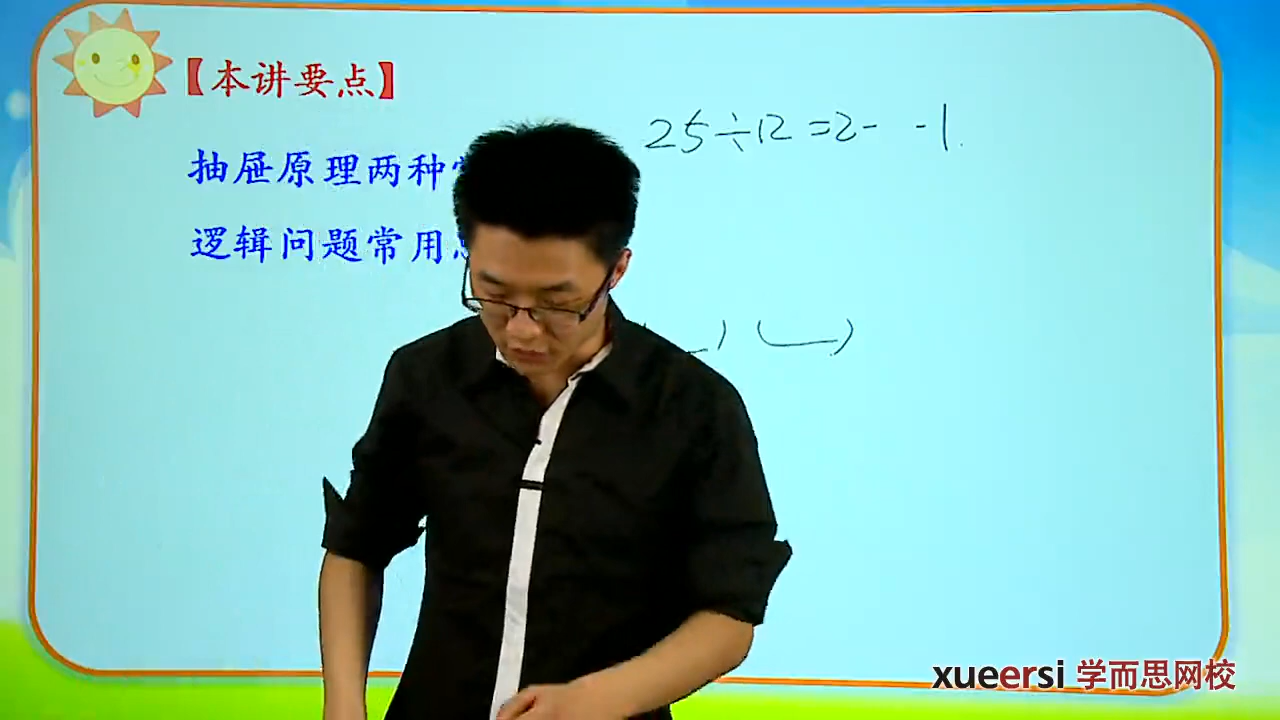 【本讲要点】
25÷12=2- -1.
抽屉原理两种
逻辑问题常用
xueersi 学而思网校